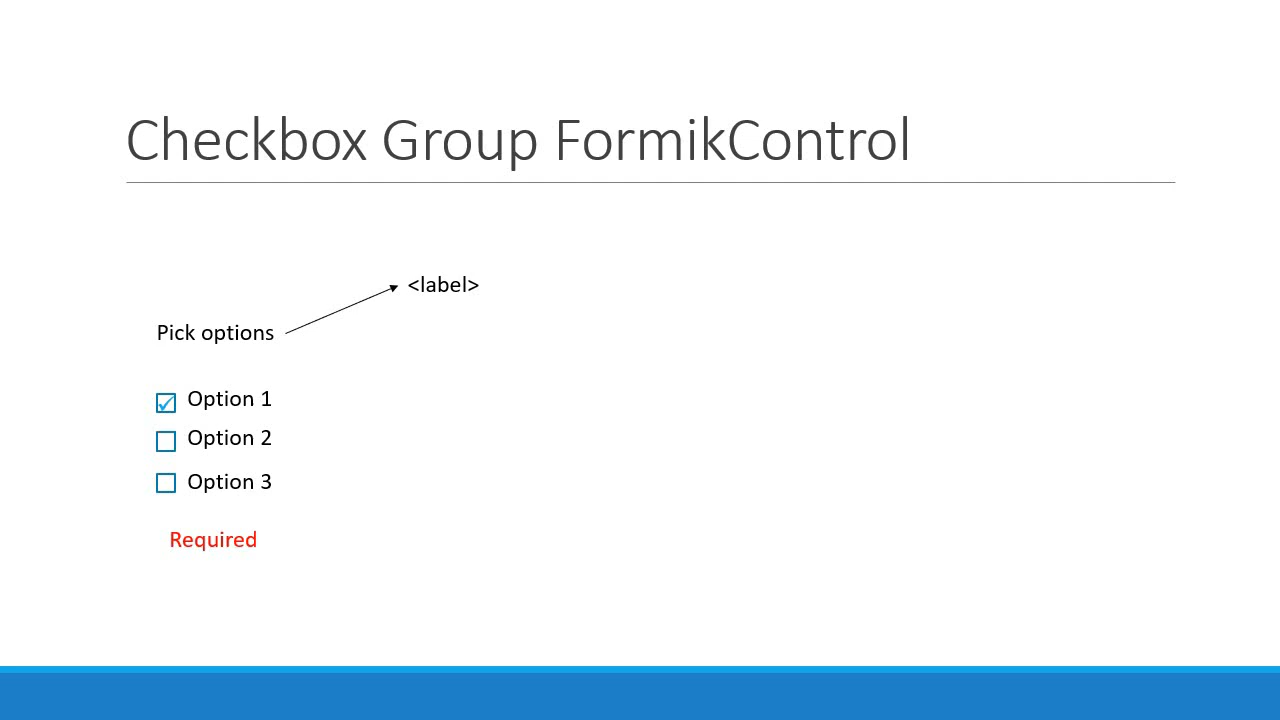 Checkbox Group FormikControl
<label>
Pick options
Option 1
Option 2
Option 3
Required